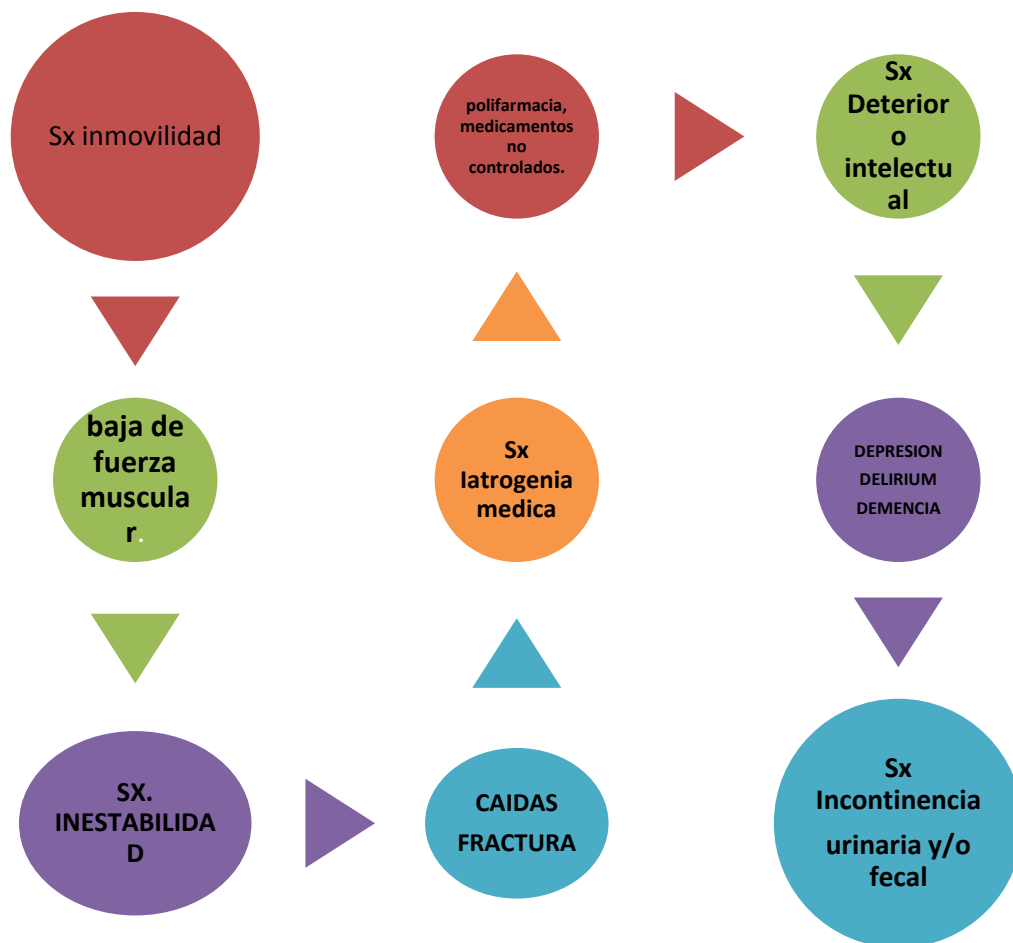 Sx inmovilidad
baja de
fuerza
muscula
r.
SX.
INESTABILIDA
D
CAIDAS
FRACTURA
Sx
Iatrogenia
medica
polifarmacia,
medicamentos
no
controlados.
Sx
Deterior
o
intelectu
al
DEPRESION
DELIRIUM
DEMENCIA
Sx
Incontinencia
urinaria y/o
fecal